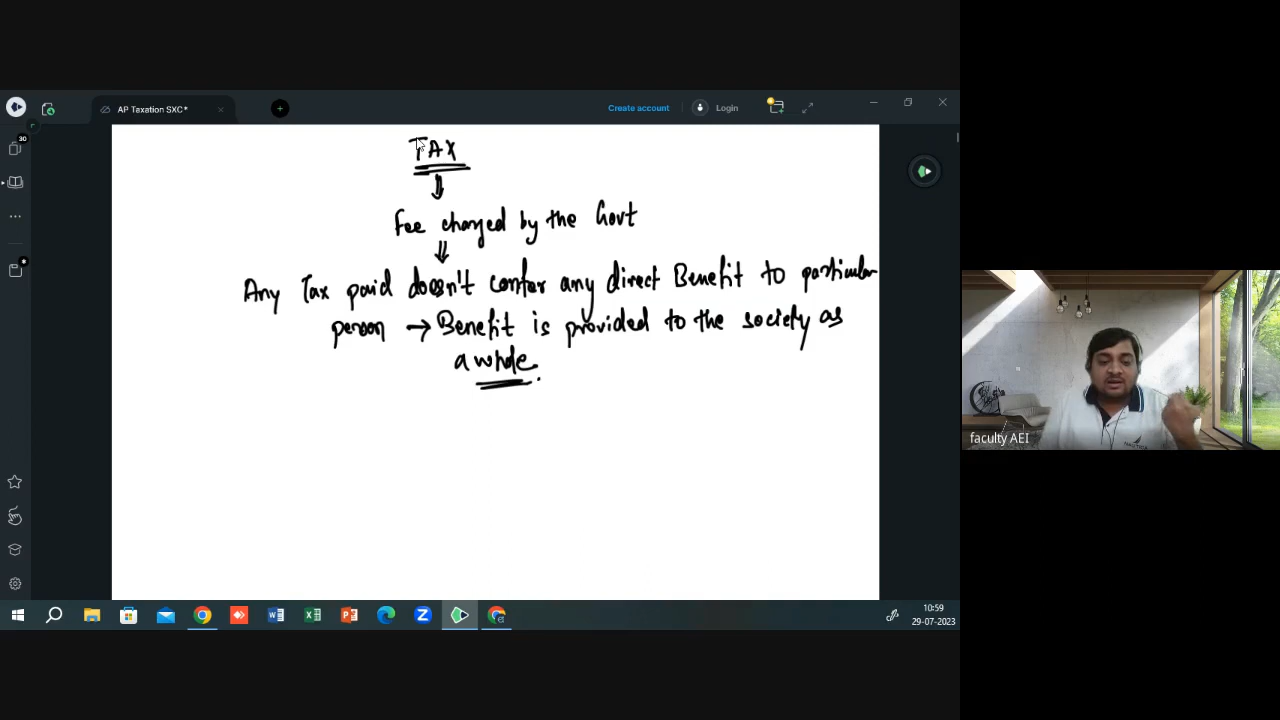 AP Taxation SXC*
Create account
Login
30
TAX
Fee charged by the Govt
Any Tax paid doesn't confer any direct Benefit to particular
person → Benefit is provided to the society as
a whole.
faculty AEI
NAUTICA
10:59
29-07-2023